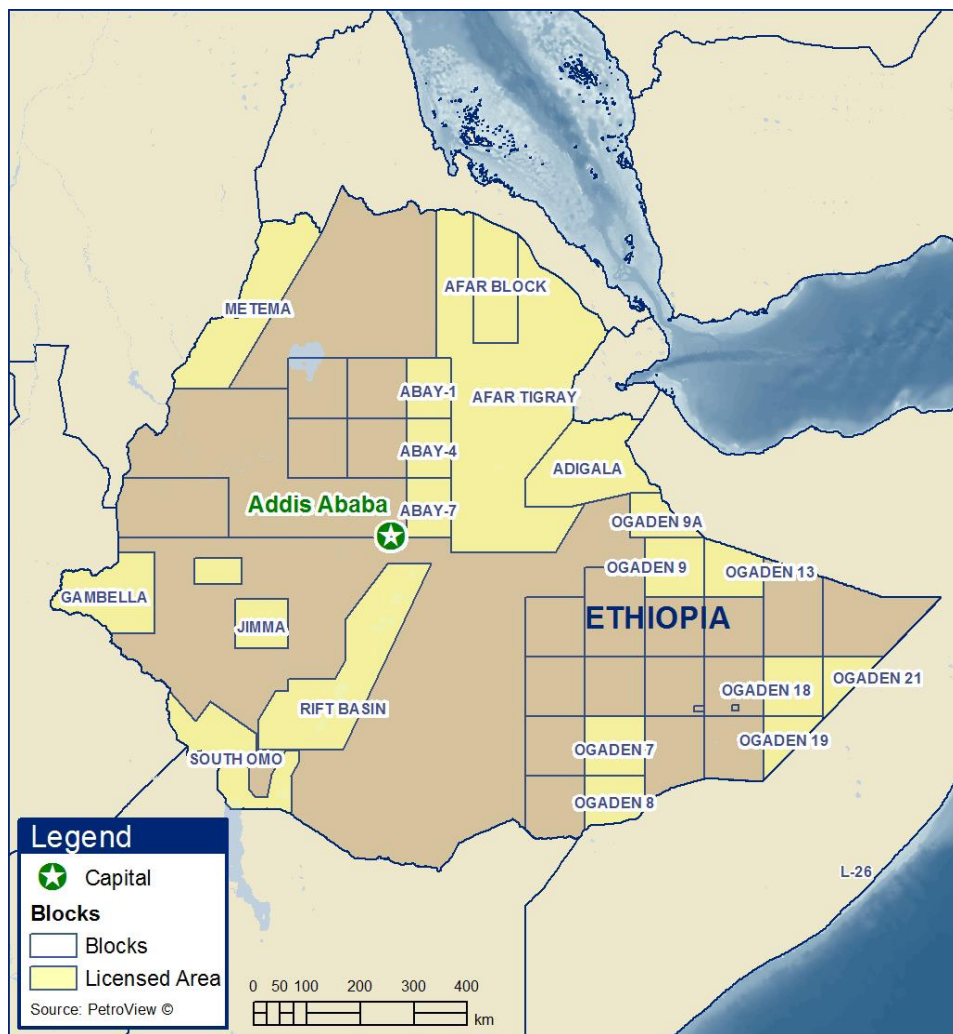 METEMA
AFAR BLOCK
ABAY-1
AFAR TIGRAY
ABAY-4
ADIGALA
Addis Ababa
ABAY-7
OGADEN 9A
OGADEN 9
OGADEN 13
GAMBELLA
JIMMA
ETHIOPIA
OGADEN 18
OGADEN 21
RIFT BASIN
OGADEN 19
OGADEN 7
SOUTH OMO
OGADEN 8
L-26
Legend
Capital
Blocks
Blocks
Licensed Area
Source: PetroView ©
0 50 100 200 300 400
km